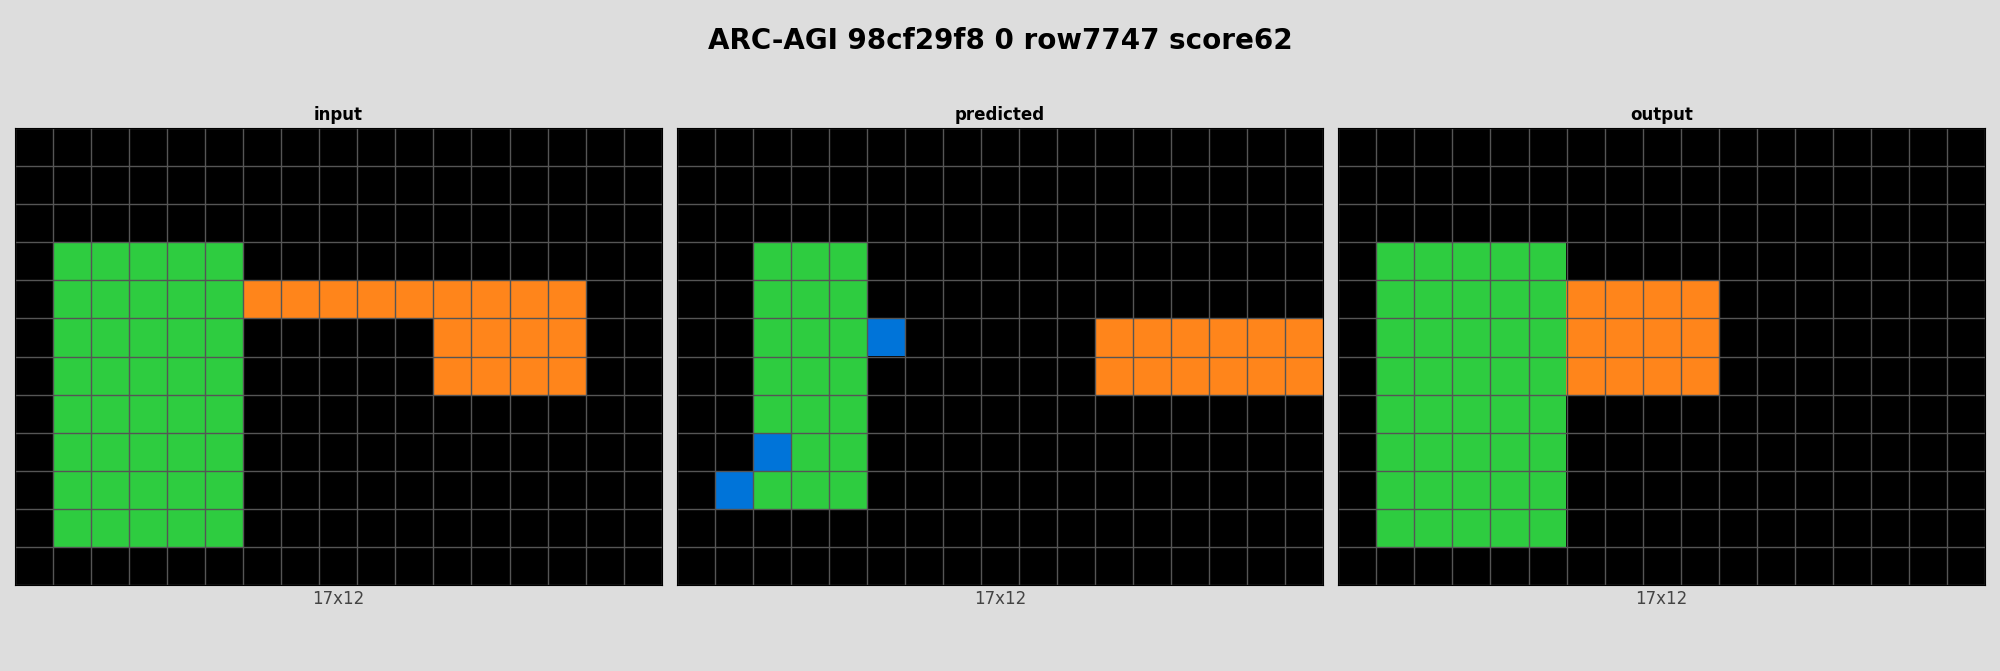 ARC-AGI 98cf29f8 0 row7747 score62
input
predicted
output
17x12
17x12
17x12